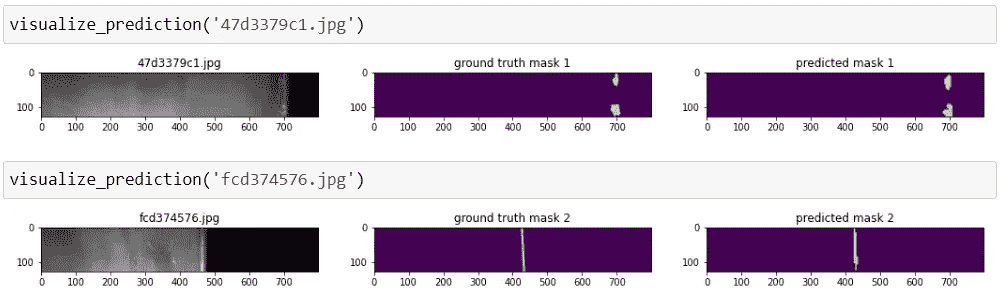 visualize_prediction('47d3379c1.jpg')
47d3379c1.jpg ground truth mask 1 predicted mask 1
0 0 0
100 100 100
0 100 200 300 400 500 600 700 0 100 200 300 400 500 600 700 0 100 200 300 400 500 600 700
visualize_prediction('fcd374576.jpg')
fcd374576.jpg ground truth mask 2 predicted mask 2
0 0 0
100 100 100
0 100 200 300 400 500 600 700 0 100 200 300 400 500 600 700 0 100 200 300 400 500 600 700